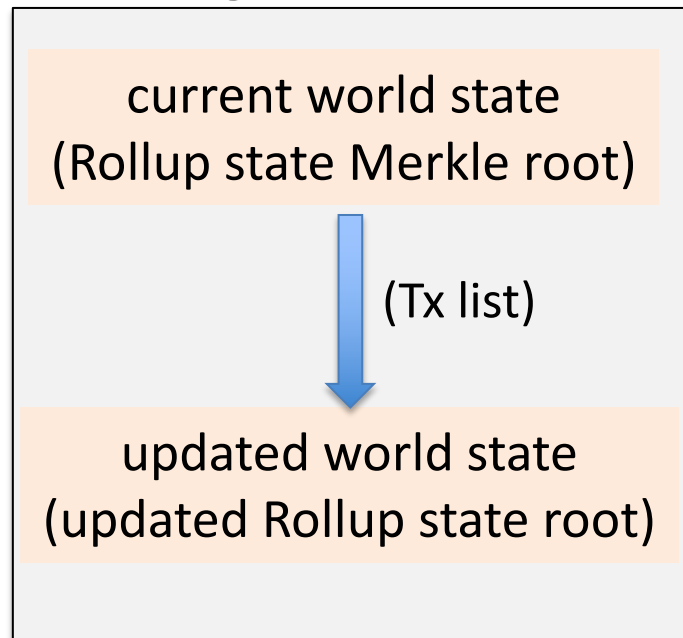 current world state
(Rollup state Merkle root)
(Tx list)
updated world state
(updated Rollup state root)